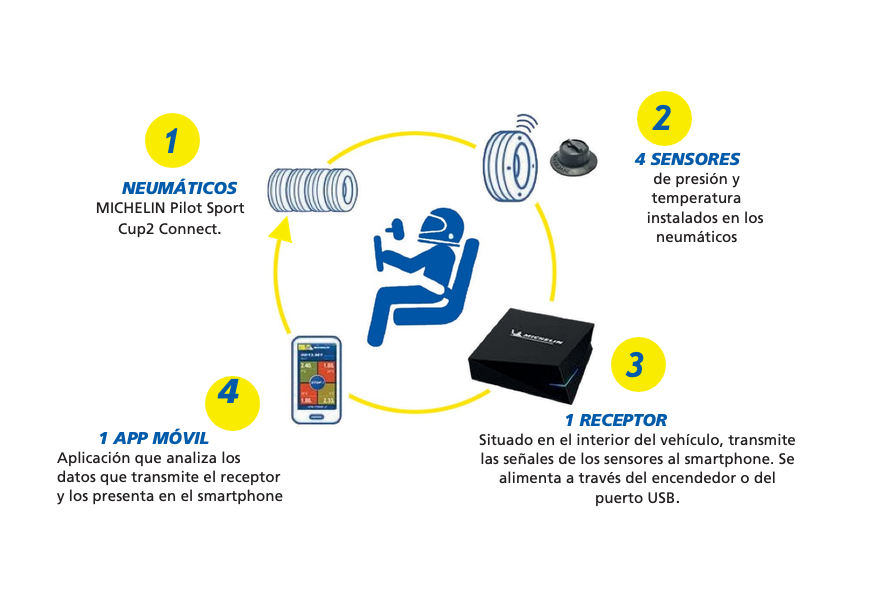 1
NEUMÁTICOS
MICHELIN Pilot Sport
Cup2 Connect.
2
4 SENSORES
de presión y
temperatura
instalados en los
neumáticos
MICHELIN
3
1 RECEPTOR
Situado en el interior del vehículo, transmite
las señales de los sensores al smartphone. Se
alimenta a través del encendedor o del
puerto USB.
4
1 APP MÓVIL
Aplicación que analiza los
datos que transmite el receptor
y los presenta en el smartphone
STOP